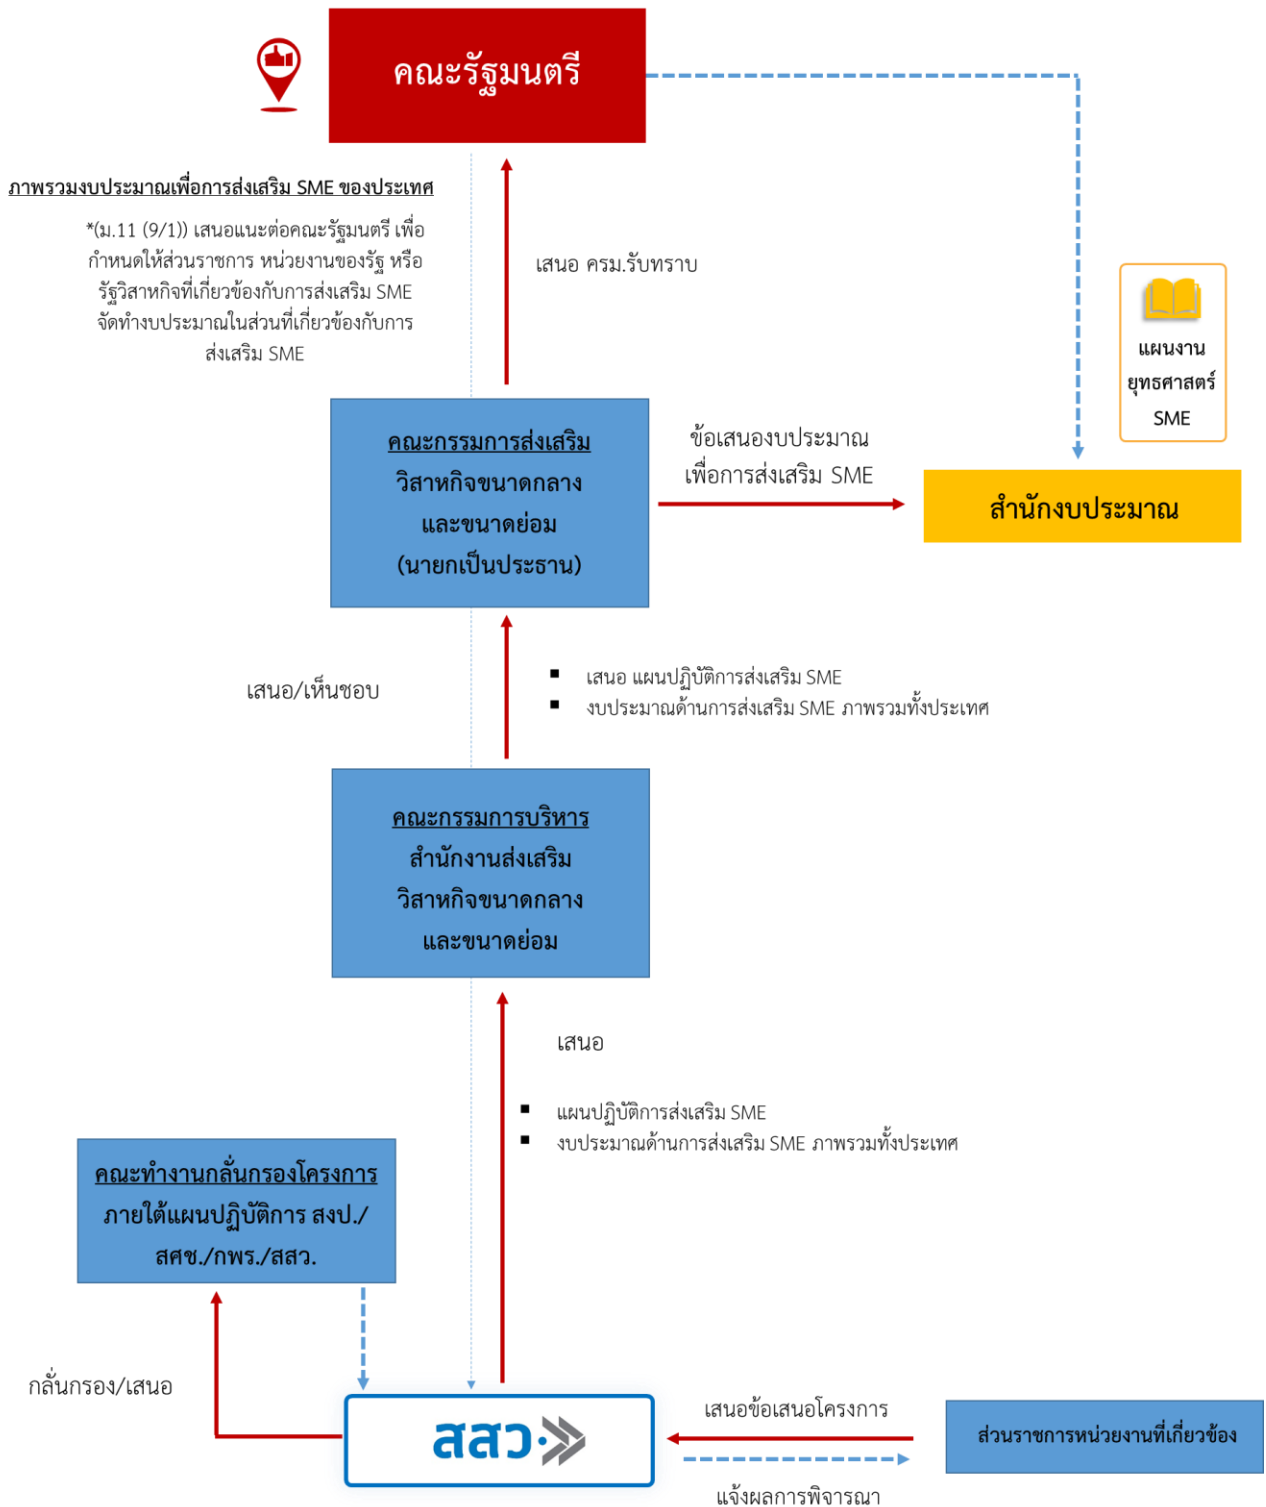 คณะรัฐมนตรี
ภาพรวมงบประมาณเพื่อการส่งเสริม SME ของประเทศ
*(ม.11 (9/1)) เสนอแนะต่อคณะรัฐมนตรี เพื่อ
กำหนดให้ส่วนราชการ หน่วยงานของรัฐ หรือ
รัฐวิสาหกิจที่เกี่ยวข้องกับการส่งเสริม SME
จัดทำงบประมาณในส่วนที่เกี่ยวข้องกับการ
ส่งเสริม SME
เสนอ ครม.รับทราบ
แผนงาน
ยุทธศาสตร์
SME
คณะกรรมการส่งเสริม
วิสาหกิจขนาดกลาง
และขนาดย่อม
(นายกเป็นประธาน)
ข้อเสนองบประมาณ
เพื่อการส่งเสริม SME
สำนักงบประมาณ
เสนอ/เห็นชอบ
▪ เสนอ แผนปฏิบัติการส่งเสริม SME
▪ งบประมาณด้านการส่งเสริม SME ภาพรวมทั้งประเทศ
คณะกรรมการบริหาร
สำนักงานส่งเสริม
วิสาหกิจขนาดกลาง
และขนาดย่อม
เสนอ
▪ แผนปฏิบัติการส่งเสริม SME
▪ งบประมาณด้านการส่งเสริม SME ภาพรวมทั้งประเทศ
คณะทำงานกลั่นกรองโครงการ
ภายใต้แผนปฏิบัติการ สงป./
สศช./กพร./สสว.
กลั่นกรอง/เสนอ
สสว.
เสนอข้อเสนอโครงการ
ส่วนราชการหน่วยงานที่เกี่ยวข้อง
แจ้งผลการพิจารณา